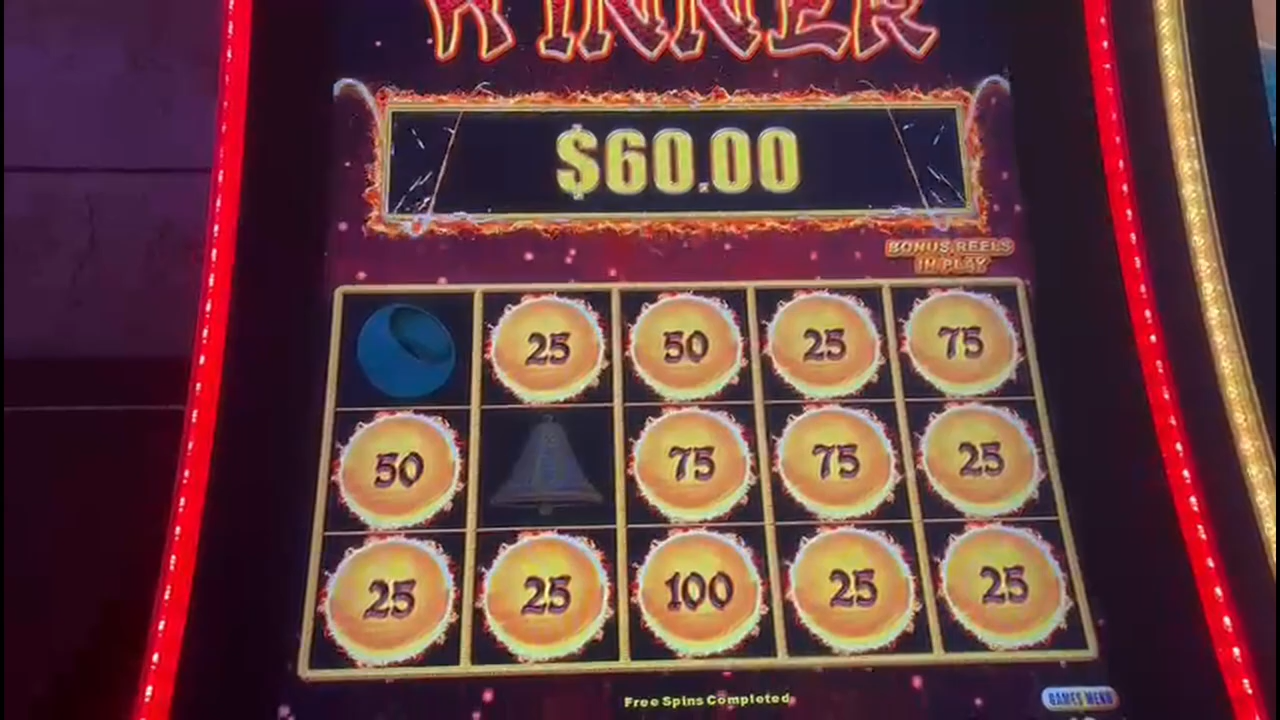 WINNER
$60.00
BONUS REELS
IN PLAY
25 50 25 75
50 75 75 25
25 25 100 25 25
Free Spins Completed
GAMES MENU